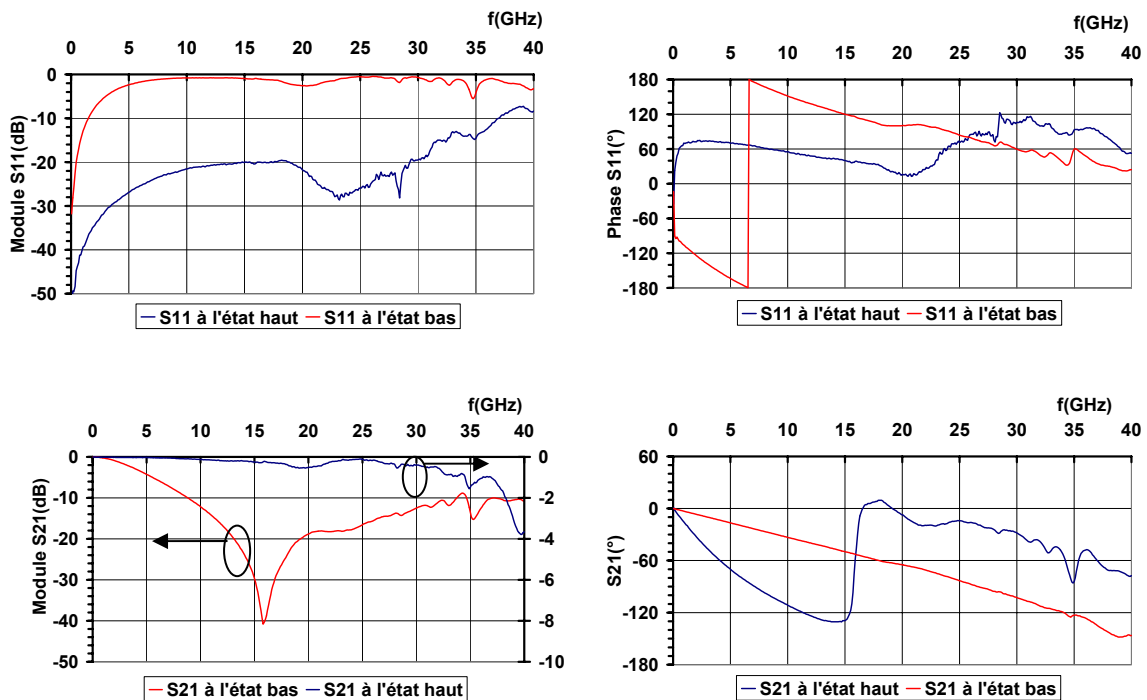 f(GHz)
0 5 10 15 20 25 30 35 40
0
-10
-20
-30
-40
-50
Module S11(dB)
S11 à l'état haut S11 à l'état bas
f(GHz)
0 5 10 15 20 25 30 35 40
180
120
60
0
-60
-120
-180
Phase S11(°)
S11 à l'état haut S11 à l'état bas
f(GHz)
0 5 10 15 20 25 30 35 40
0
-10
-20
-30
-40
-50
Module S21(dB)
0
-2
-4
-6
-8
-10
S21 à l'état bas S21 à l'état haut
f(GHz)
0 5 10 15 20 25 30 35 40
60
0
-60
-120
-180
S21(°)
S21 à l'état haut S21 à l'état bas